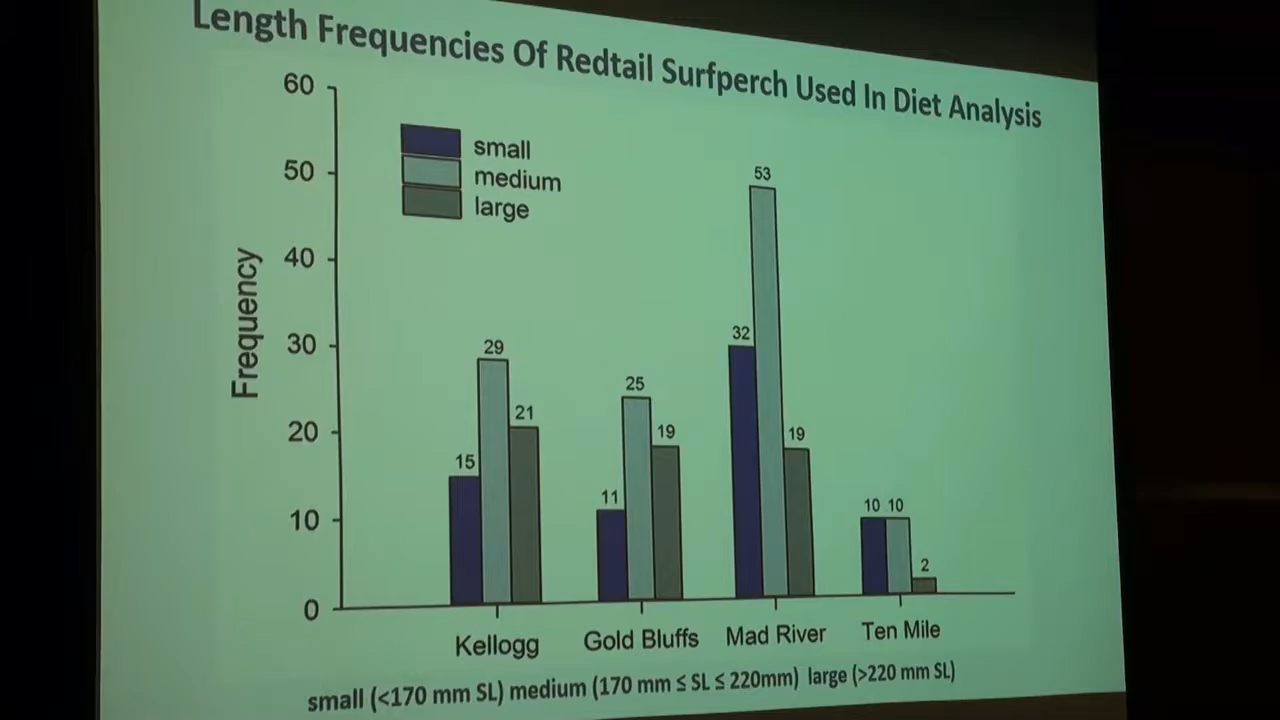 Length Frequencies Of Redtail Surfperch Used In Diet Analysis
60
50
40
30
20
10
0
Frequency
small
medium
large
15
29
21
11
25
19
32
53
19
10
10
2
Kellogg
Gold Bluffs
Mad River
Ten Mile
small (<170 mm SL) medium (170 mm ≤ SL ≤ 220mm) large (>220 mm SL)